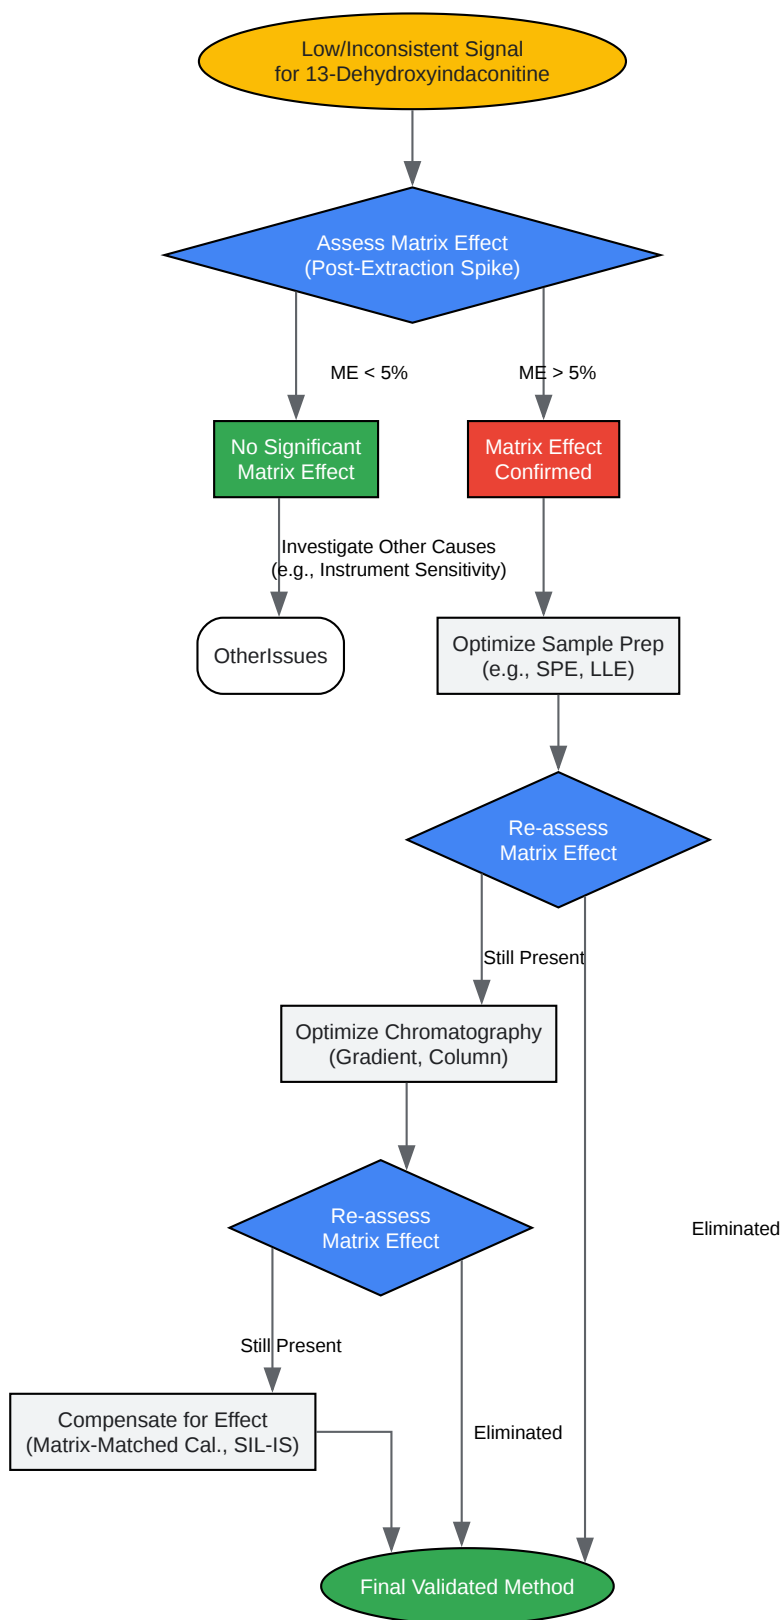 Low/Inconsistent Signal
for 13-Dehydroxyindaconitine
Assess Matrix Effect
(Post-Extraction Spike)
ME < 5%
ME > 5%
No Significant
Matrix Effect
Matrix Effect
Confirmed
Investigate Other Causes
(e.g., Instrument Sensitivity)
OtherIssues
Optimize Sample Prep
(e.g., SPE, LLE)
Re-assess
Matrix Effect
Still Present
Optimize Chromatography
(Gradient, Column)
Re-assess
Matrix Effect
Eliminated
Still Present
Compensate for Effect
(Matrix-Matched Cal., SIL-IS)
Eliminated
Final Validated Method